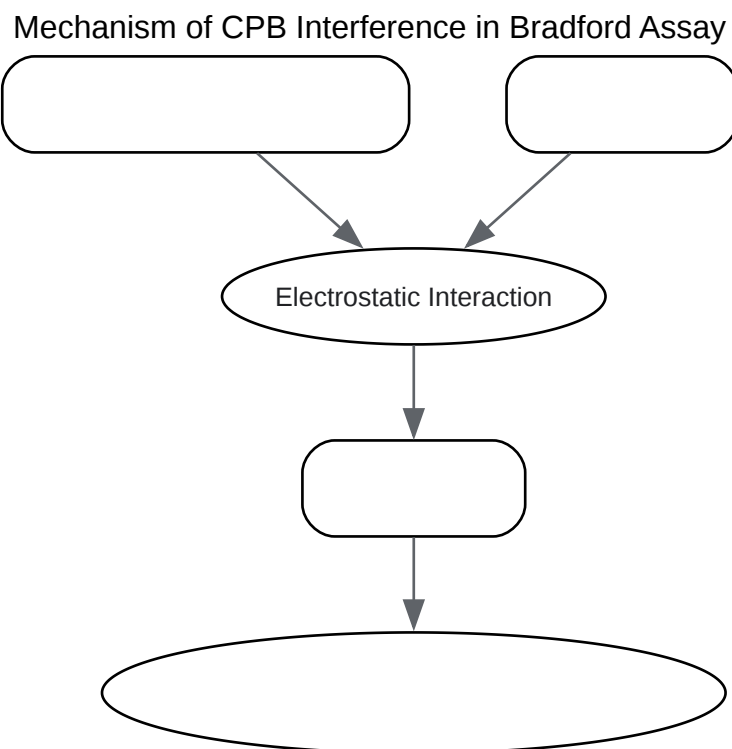 Mechanism of CPB Interference in Bradford Assay
Electrostatic Interaction